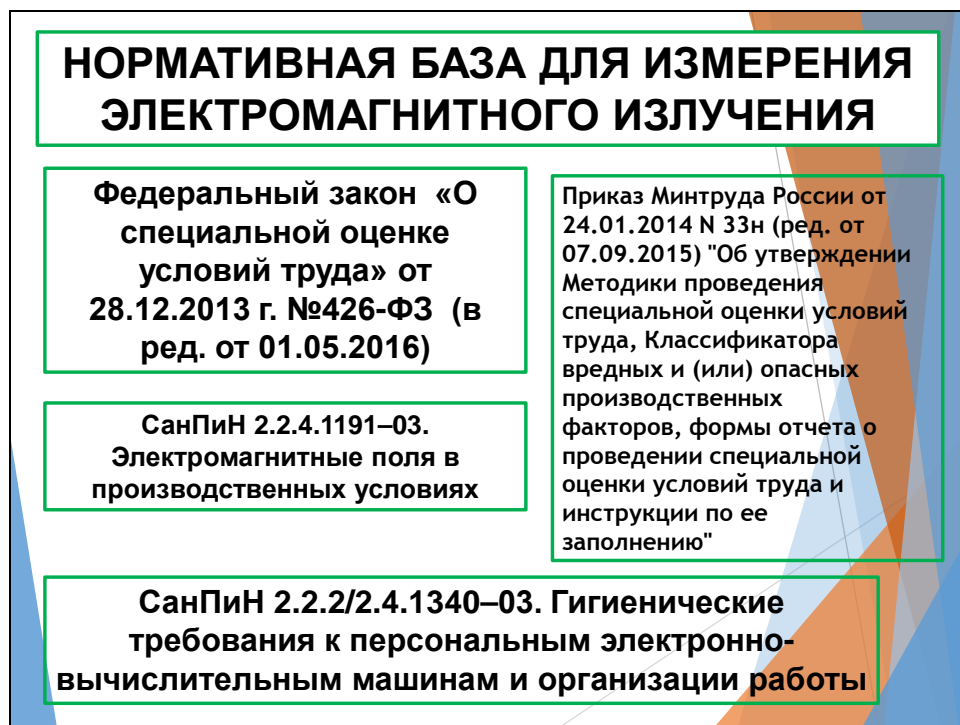 НОРМАТИВНАЯ БАЗА ДЛЯ ИЗМЕРЕНИЯ
ЭЛЕКТРОМАГНИТНОГО ИЗЛУЧЕНИЯ
Федеральный закон «О
специальной оценке
условий труда» от
28.12.2013 г. №426-ФЗ (в
ред. от 01.05.2016)
СанПиН 2.2.4.1191–03.
Электромагнитные поля в
производственных условиях
Приказ Минтруда России от
24.01.2014 N 33н (ред. от
07.09.2015) "Об утверждении
Методики проведения
специальной оценки условий
труда, Классификатора
вредных и (или) опасных
производственных
факторов, формы отчета о
проведении специальной
оценки условий труда и
инструкции по ее
заполнению"
СанПиН 2.2.2/2.4.1340–03. Гигиенические
требования к персональным электронно-
вычислительным машинам и организации работы